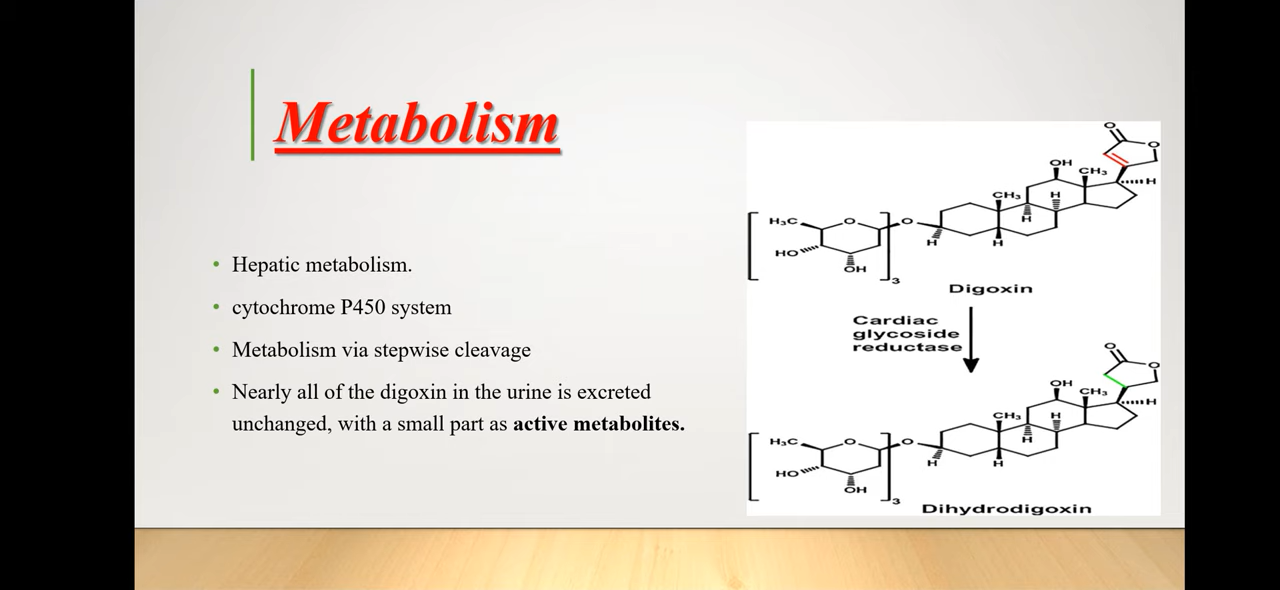 Metabolism
• Hepatic metabolism.
• cytochrome P450 system
• Metabolism via stepwise cleavage
• Nearly all of the digoxin in the urine is excreted
unchanged, with a small part as active metabolites.
O
O
OH
CH₃
H
CH₃
H
H
H₃C
O
O
HO
OH
3
H
H
Digoxin
Cardiac
glycoside
reductase
O
O
OH
CH₃
H
CH₃
H
H
H₃C
O
O
HO
OH
3
H
H
Dihydrodigoxin